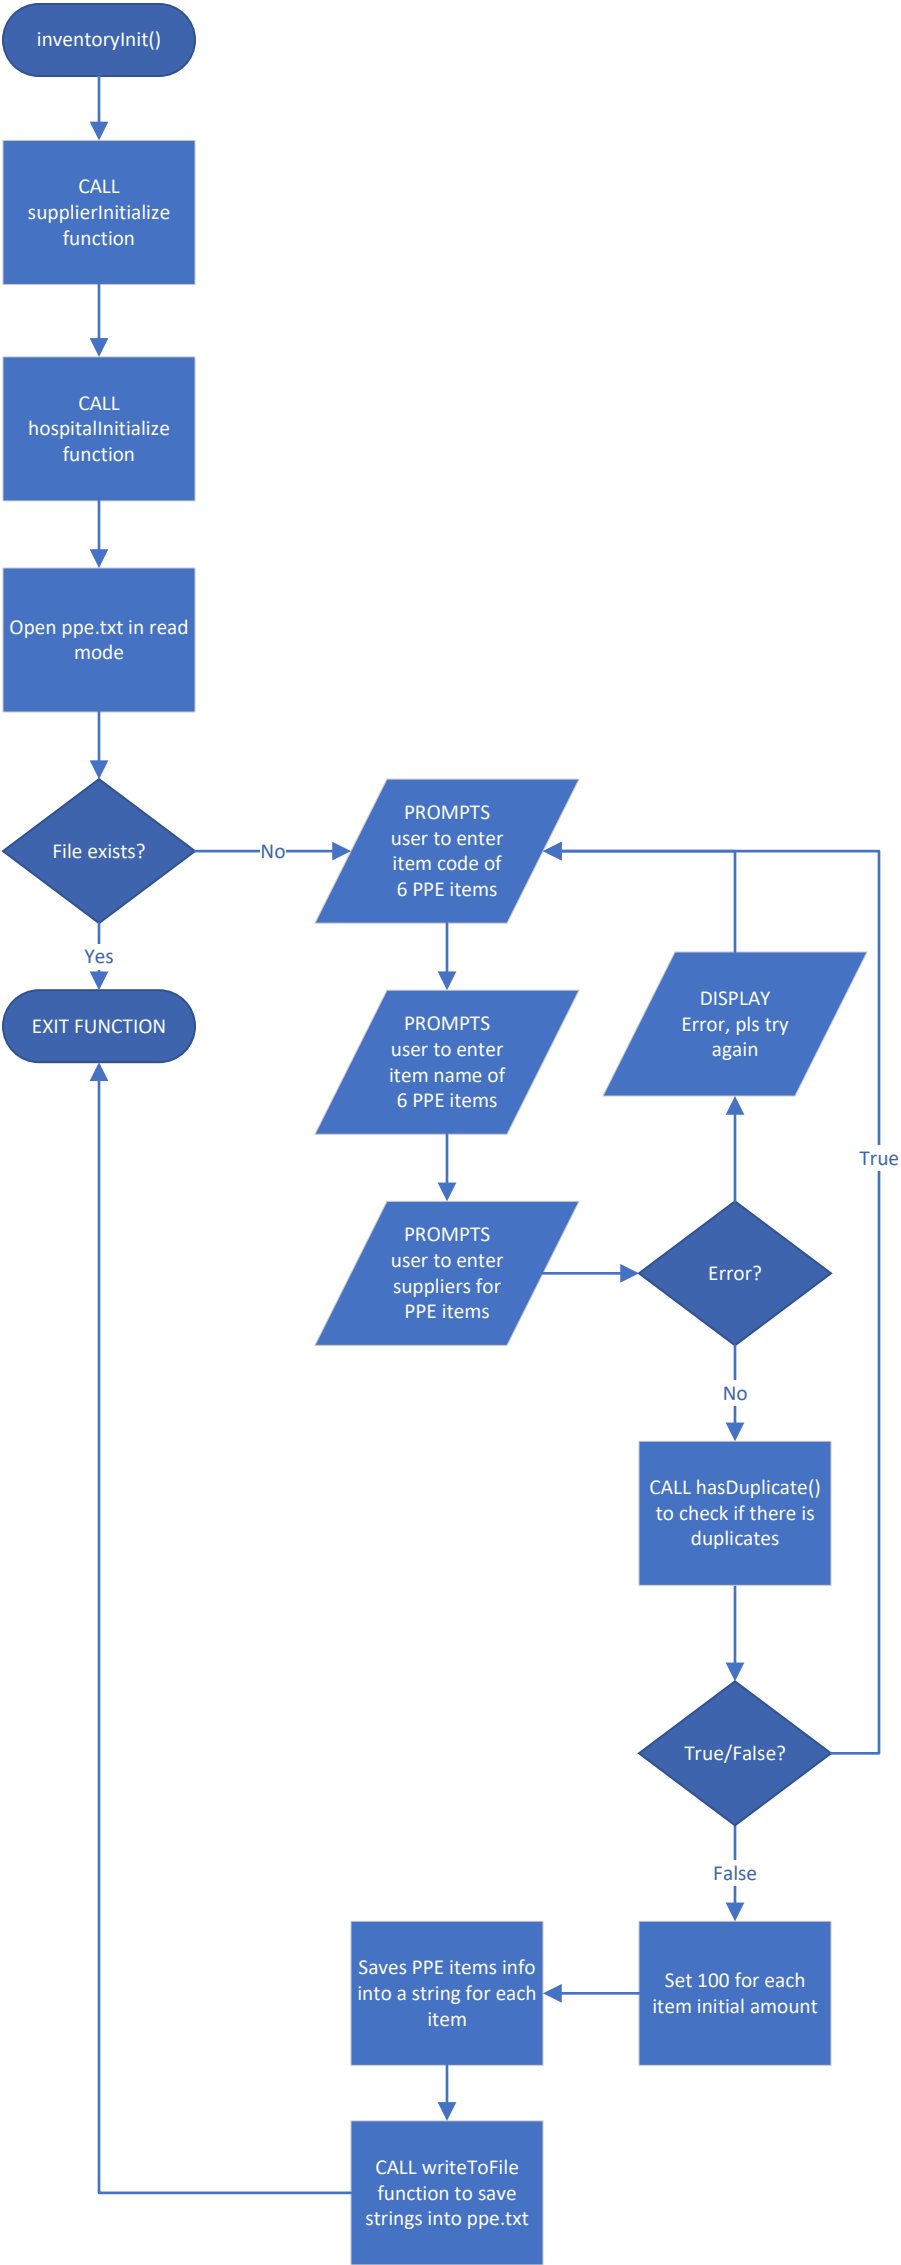 inventoryInit()
CALL
supplierInitialize
function
CALL
hospitalInitialize
function
Open ppe.txt in read
mode
File exists?
No
Yes
EXIT FUNCTION
PROMPTS
user to enter
item code of
6 PPE items
PROMPTS
user to enter
item name of
6 PPE items
PROMPTS
user to enter
suppliers for
PPE items
Error?
DISPLAY
Error, pls try
again
True
No
CALL hasDuplicate()
to check if there is
duplicates
True/False?
False
Set 100 for each
item initial amount
Saves PPE items info
into a string for each
item
CALL writeToFile
function to save
strings into ppe.txt